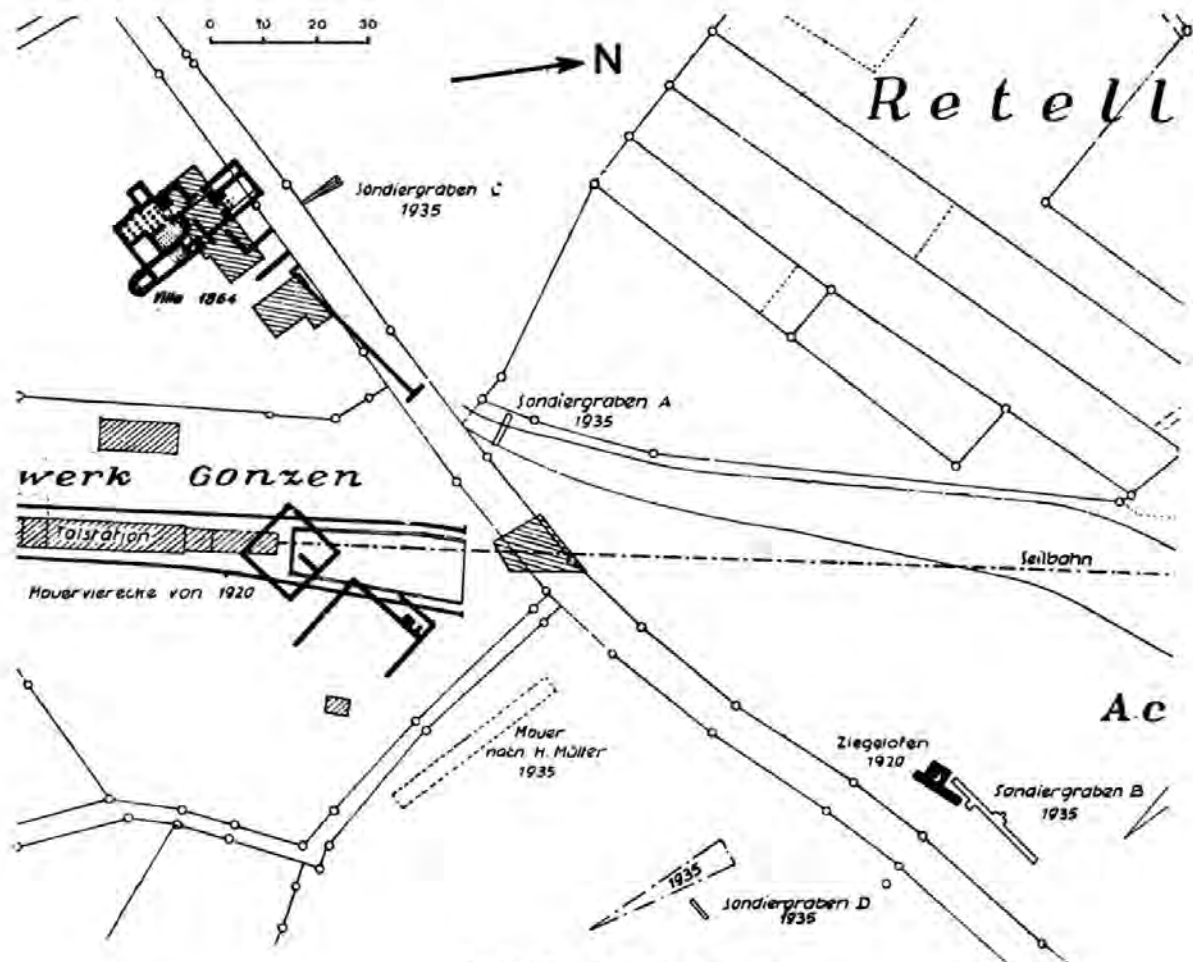 0 10 20 30
N
Retell
Sondiergraben C
1935
Villa 1864
Sondiergraben A
1935
werk Gonzen
Talstation
Seilbahn
Mauervierecke von 1920
Mauer
nach H. Müller
1935
Ac
Ziegelofen
1920
Sondiergraben B
1935
1935
Sondiergraben D
1935